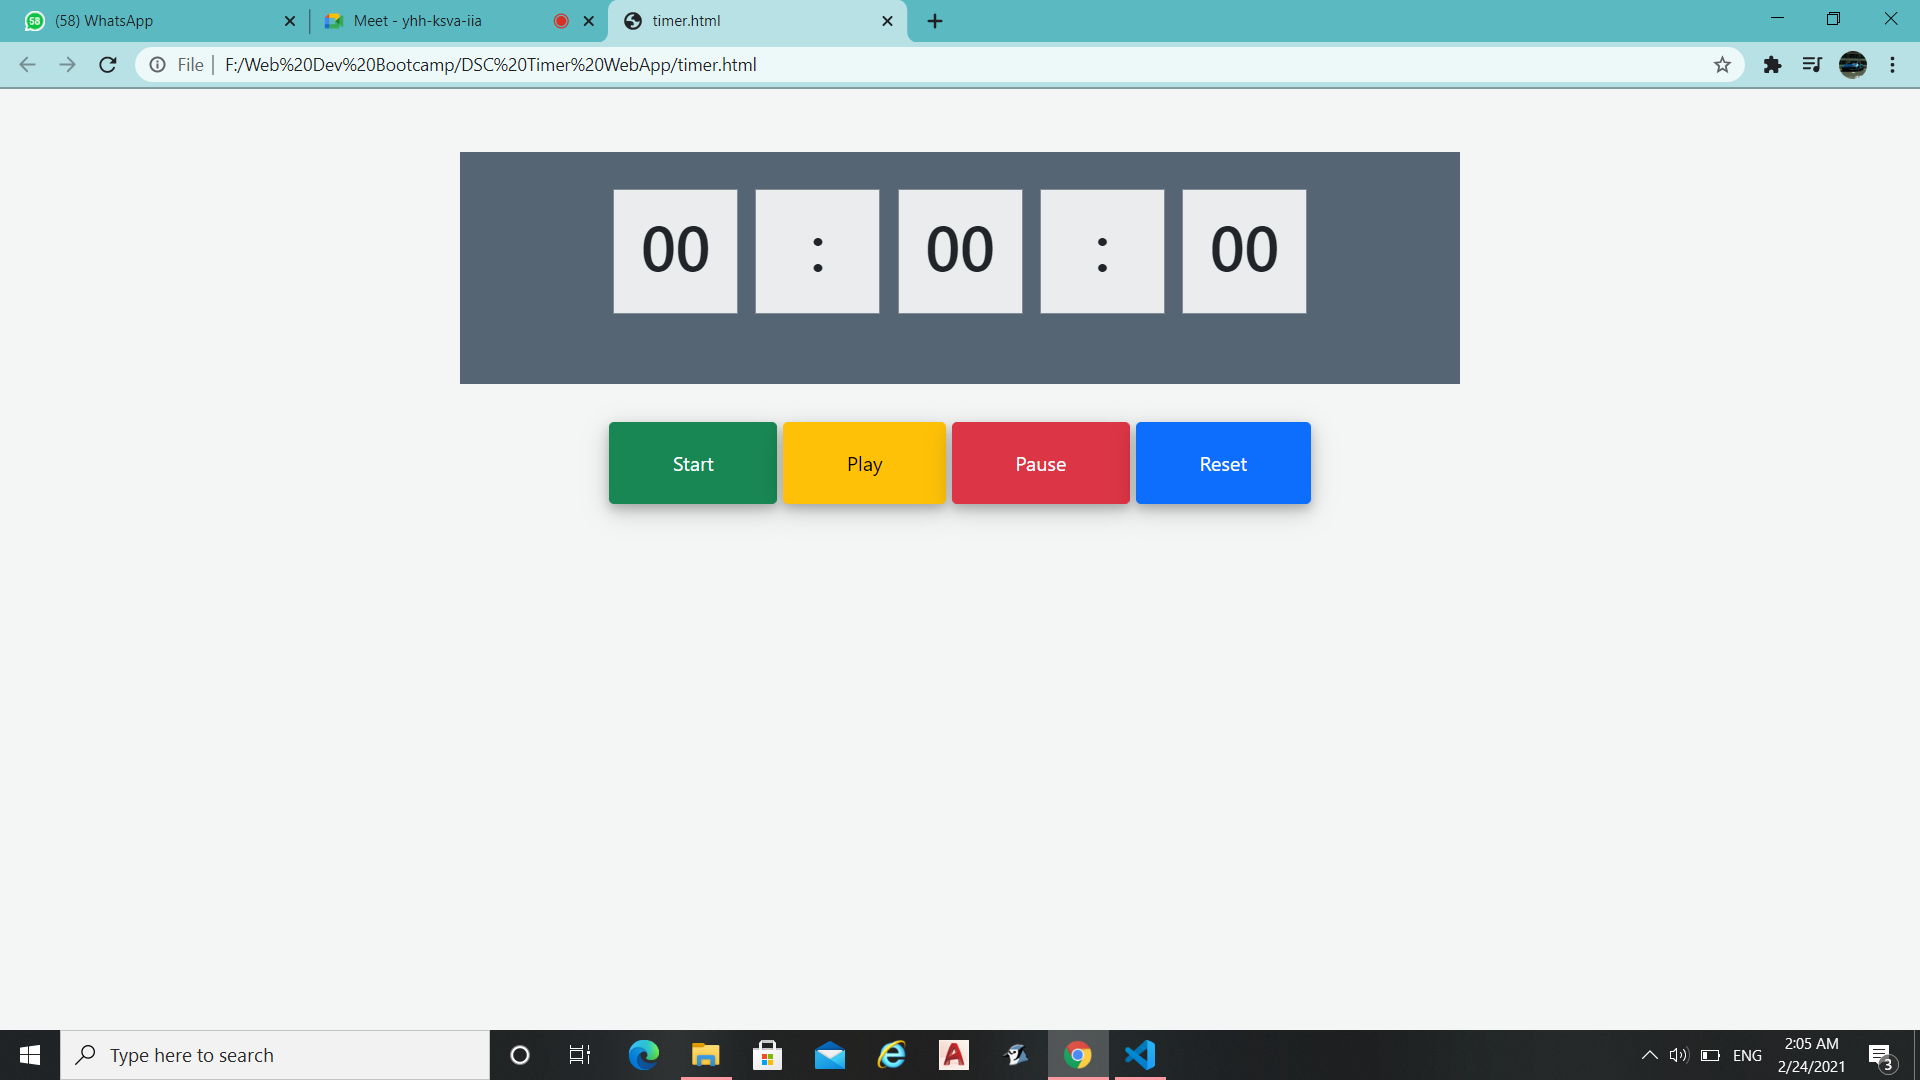 58 (58) WhatsApp
Meet - yhh-ksva-iia
timer.html
File | F:/Web%20Dev%20Bootcamp/DSC%20Timer%20WebApp/timer.html
00 : 00 : 00
Start Play Pause Reset
Type here to search
ENG
2:05 AM
2/24/2021
3